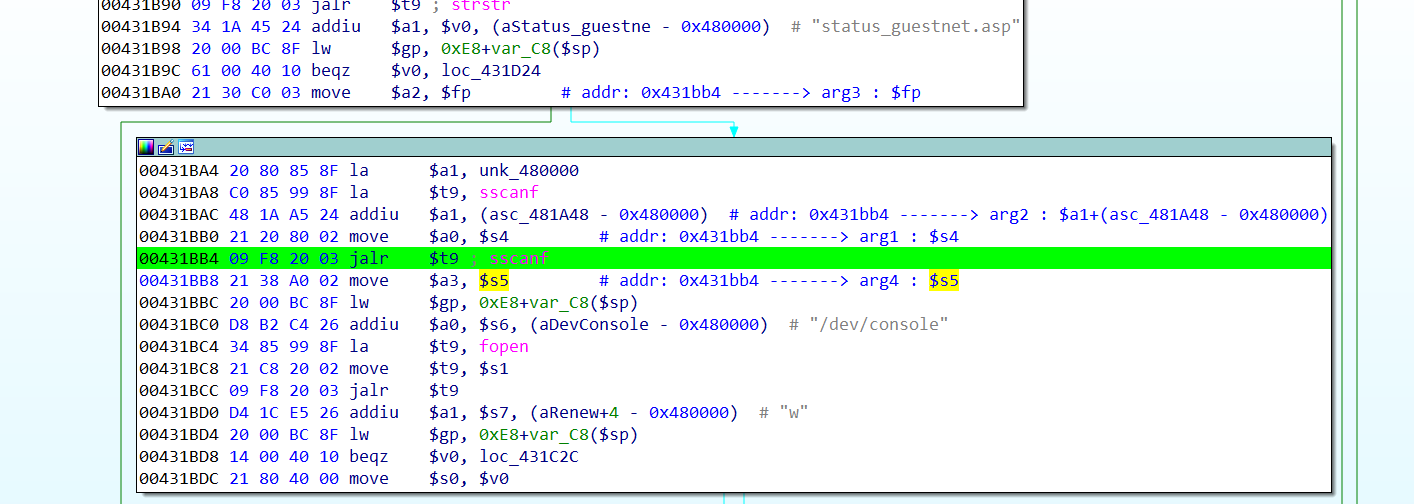 00431B90 09 F8 20 03 jalr $t9 ; strstr
00431B94 34 1A 45 24 addiu $a1, $v0, (aStatus_guestne - 0x480000) # "status_guestnet.asp"
00431B98 20 00 BC 8F lw $gp, 0xE8+var_C8($sp)
00431B9C 61 00 40 10 beqz $v0, loc_431D24
00431BA0 21 30 C0 03 move $a2, $fp # addr: 0x431bb4 -------> arg3 : $fp
00431BA4 20 80 85 8F la $a1, unk_480000
00431BA8 C0 85 99 8F la $t9, sscanf
00431BAC 48 1A A5 24 addiu $a1, (asc_481A48 - 0x480000) # addr: 0x431bb4 -------> arg2 : $a1+(asc_481A48 - 0x480000)
00431BB0 21 20 80 02 move $a0, $s4 # addr: 0x431bb4 -------> arg1 : $s4
00431BB4 09 F8 20 03 jalr $t9 ; sscanf
00431BB8 21 38 A0 02 move $a3, $s5 # addr: 0x431bb4 -------> arg4 : $s5
00431BBC 20 00 BC 8F lw $gp, 0xE8+var_C8($sp)
00431BC0 D8 B2 C4 26 addiu $a0, $s6, (aDevConsole - 0x480000) # "/dev/console"
00431BC4 34 85 99 8F la $t9, fopen
00431BC8 21 C8 20 02 move $t9, $s1
00431BCC 09 F8 20 03 jalr $t9
00431BD0 D4 1C E5 26 addiu $a1, $s7, (aRenew+4 - 0x480000) # "w"
00431BD4 20 00 BC 8F lw $gp, 0xE8+var_C8($sp)
00431BD8 14 00 40 10 beqz $v0, loc_431C2C
00431BDC 21 80 40 00 move $s0, $v0